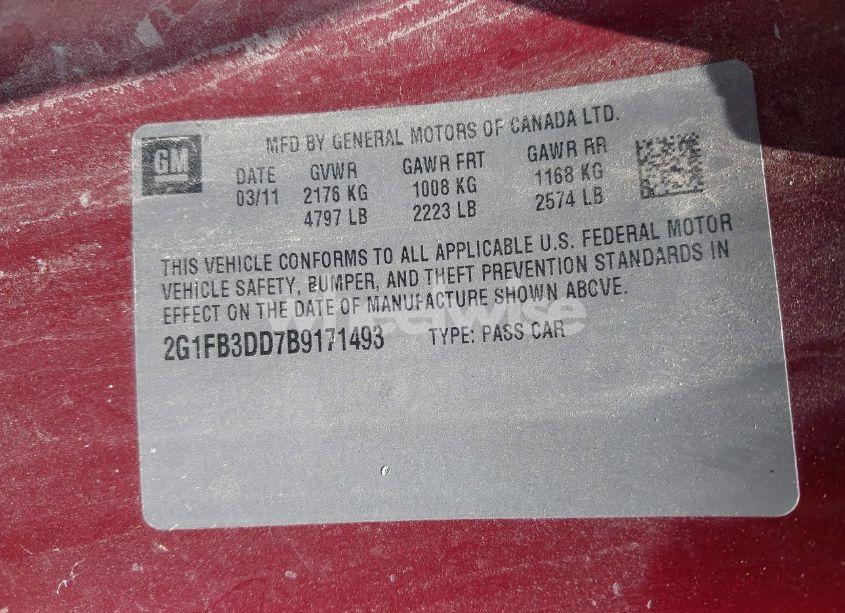 MFD BY GENERAL MOTORS OF CANADA LTD.
GM
DATE GVWR GAWR FRT GAWR RR
03/11 2176 KG 1008 KG 1168 KG
4797 LB 2223 LB 2574 LB
THIS VEHICLE CONFORMS TO ALL APPLICABLE U.S. FEDERAL MOTOR
VEHICLE SAFETY, BUMPER, AND THEFT PREVENTION STANDARDS IN
EFFECT ON THE DATE OF MANUFACTURE SHOWN ABOVE.
2G1FB3DD7B9171493 TYPE: PASS CAR